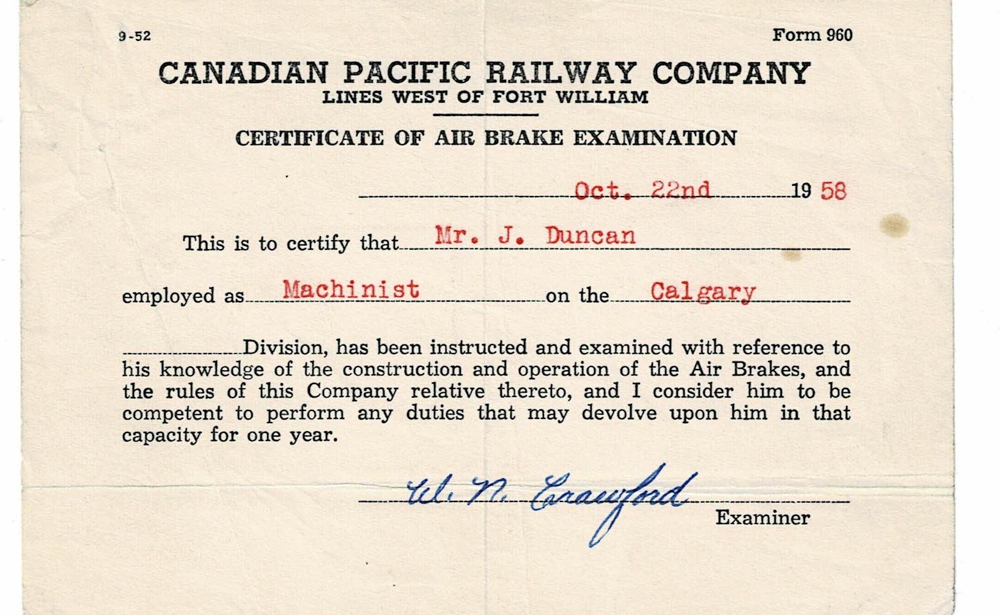 9-52 Form 960
CANADIAN PACIFIC RAILWAY COMPANY
LINES WEST OF FORT WILLIAM
CERTIFICATE OF AIR BRAKE EXAMINATION
Oct. 22nd 1958
This is to certify that Mr. J. Duncan
employed as Machinist on the Calgary
Division, has been instructed and examined with reference to
his knowledge of the construction and operation of the Air Brakes, and
the rules of this Company relative thereto, and I consider him to be
competent to perform any duties that may devolve upon him in that
capacity for one year.
W. N. Crawford
Examiner